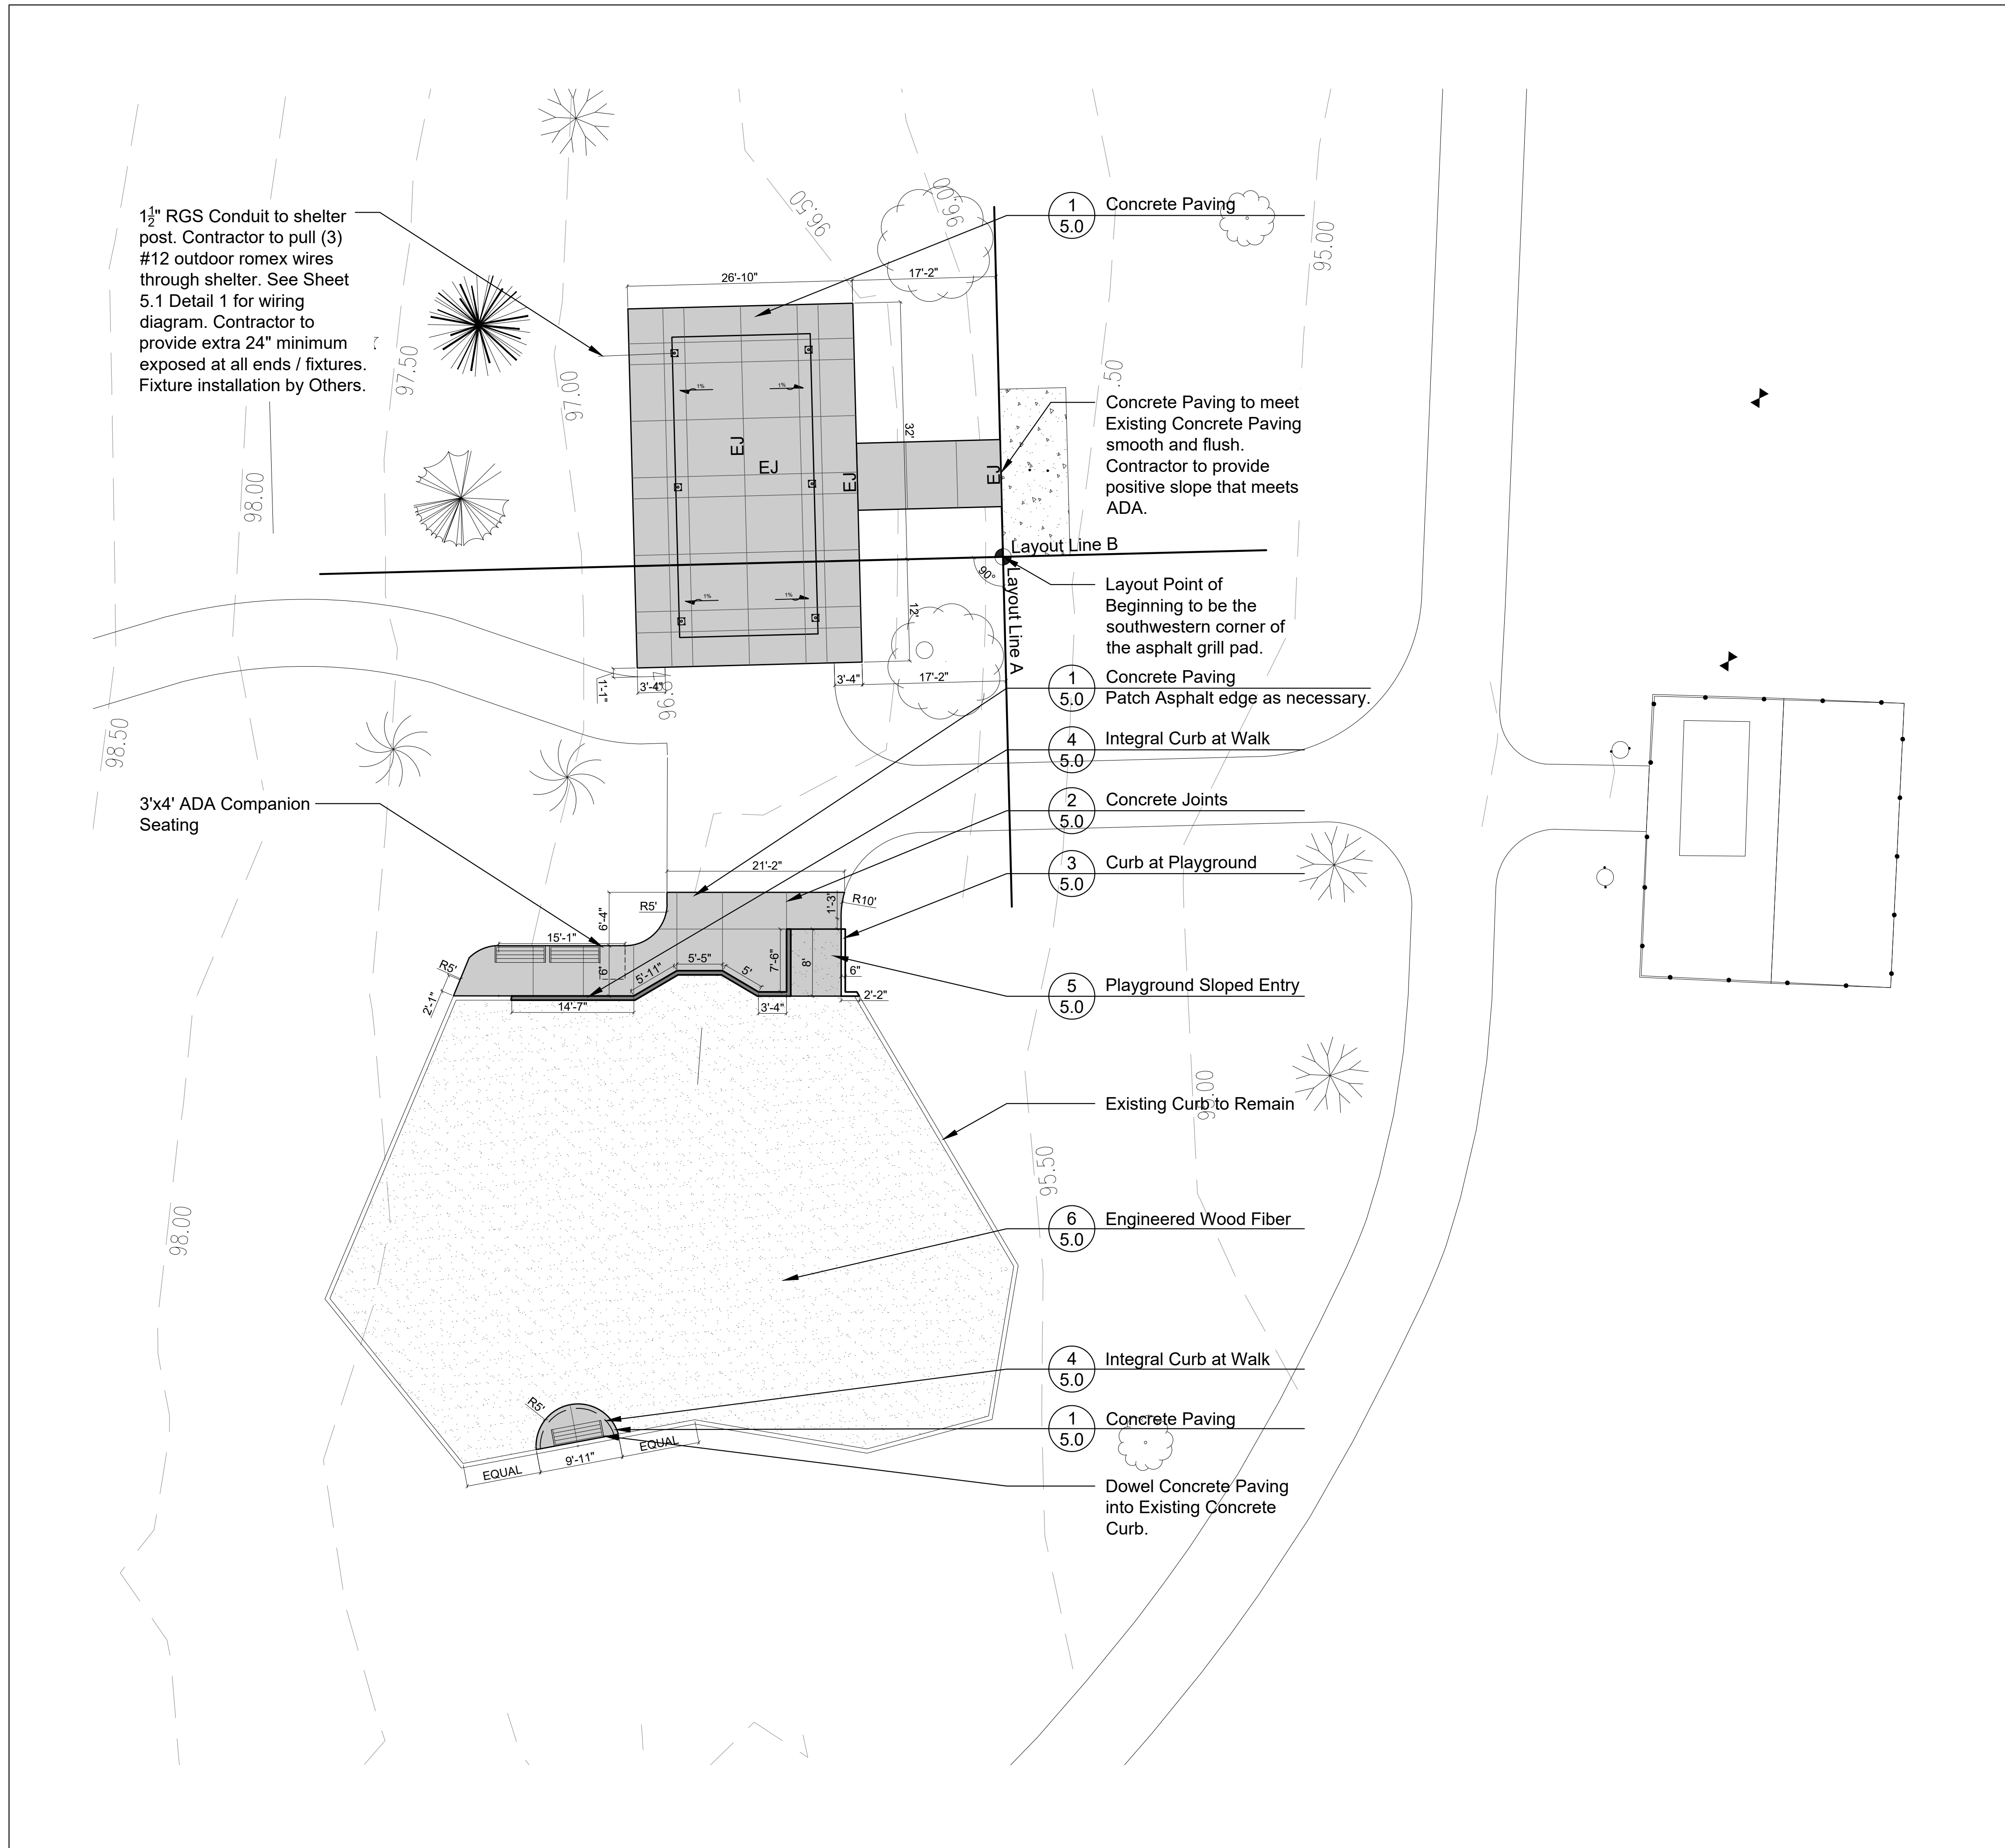 1½" RGS Conduit to shelter
post. Contractor to pull (3)
#12 outdoor romex wires
through shelter. See Sheet
5.1 Detail 1 for wiring
diagram. Contractor to
provide extra 24" minimum
exposed at all ends / fixtures.
Fixture installation by Others.
3'x4' ADA Companion
Seating
98.50
98.00
98.00
97.50
97.00
96.50
96.00
96.50
95.00
.50
95.50
95.00
26'-10"
17'-2"
32'
12'
1%
1%
1%
1%
EJ
EJ
EJ
EJ
1'-1"
3'-4"
3'-4"
17'-2"
90°
Layout Line B
Layout Line A
1
5.0
Concrete Paving
Concrete Paving to meet
Existing Concrete Paving
smooth and flush.
Contractor to provide
positive slope that meets
ADA.
Layout Point of
Beginning to be the
southwestern corner of
the asphalt grill pad.
1
5.0
Concrete Paving
Patch Asphalt edge as necessary.
4
5.0
Integral Curb at Walk
2
5.0
Concrete Joints
3
5.0
Curb at Playground
5
5.0
Playground Sloped Entry
21'-2"
R5'
R10'
1'-3"
6'-4"
15'-1"
6'
5'-11"
5'-5"
5'
7'-6"
8'
6"
R5'
2'-1"
14'-7"
3'-4"
2'-2"
Existing Curb to Remain
6
5.0
Engineered Wood Fiber
4
5.0
Integral Curb at Walk
1
5.0
Concrete Paving
Dowel Concrete Paving
into Existing Concrete
Curb.
R5'
EQUAL
9'-11"
EQUAL